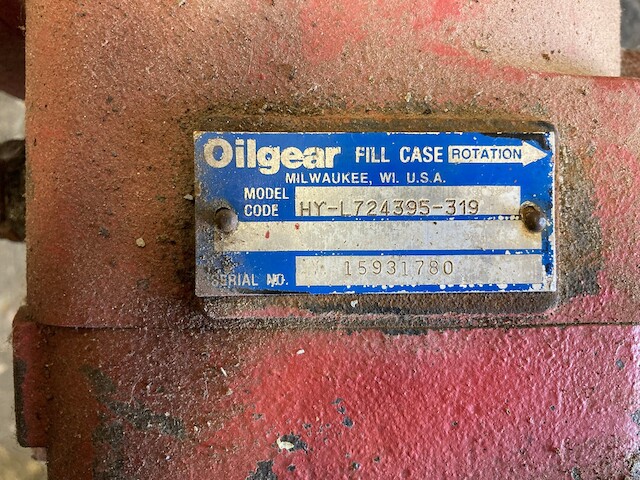 Oilgear FILL CASE ROTATION
MILWAUKEE, WI. U.S.A.
MODEL
CODE HY-L724395-319
SERIAL NO. 15931780